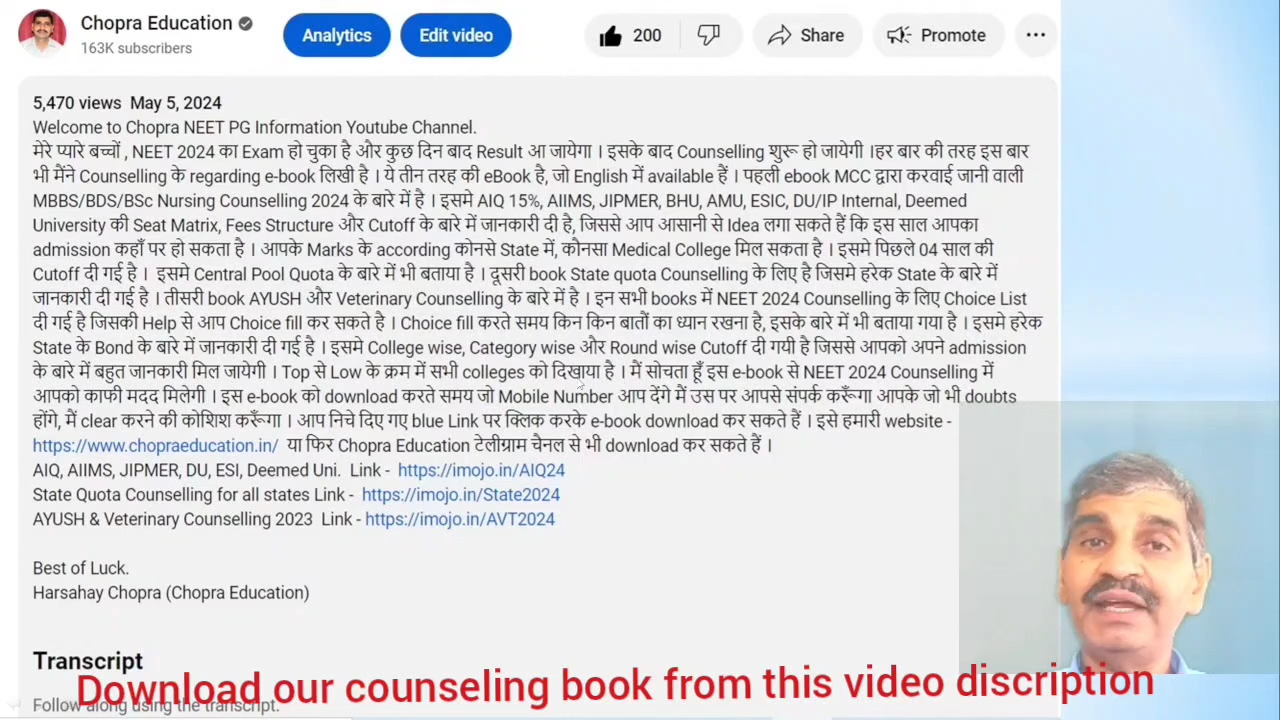 Chopra Education
163K subscribers
Analytics
Edit video
200
Share
Promote
5,470 views May 5, 2024
Welcome to Chopra NEET PG Information Youtube Channel.
मेरे प्यारे बच्चों , NEET 2024 का Exam हो चुका है और कुछ दिन बाद Result आ जायेगा । इसके बाद Counselling शुरू हो जायेगी ।हर बार की तरह इस बार
भी मैंने Counselling के regarding e-book लिखी है । ये तीन तरह की eBook है, जो English में available हैं । पहली ebook MCC द्वारा करवाई जानी वाली
MBBS/BDS/BSc Nursing Counselling 2024 के बारे में है । इसमे AIQ 15%, AIIMS, JIPMER, BHU, AMU, ESIC, DU/IP Internal, Deemed
University की Seat Matrix, Fees Structure और Cutoff के बारे में जानकारी दी है, जिससे आप आसानी से Idea लगा सकते हैं कि इस साल आपका
admission कहाँ पर हो सकता है । आपके Marks के according कोनसे State में, कौनसा Medical College मिल सकता है । इसमे पिछले 04 साल की
Cutoff दी गई है । इसमे Central Pool Quota के बारे में भी बताया है । दूसरी book State quota Counselling के लिए है जिसमे हरेक State के बारे में
जानकारी दी गई है । तीसरी book AYUSH और Veterinary Counselling के बारे में है । इन सभी books में NEET 2024 Counselling के लिए Choice List
दी गई है जिसकी Help से आप Choice fill कर सकते है । Choice fill करते समय किन किन बातों का ध्यान रखना है, इसके बारे में भी बताया गया है । इसमे हरेक
State के Bond के बारे में जानकारी दी गई है । इसमे College wise, Category wise और Round wise Cutoff दी गयी है जिससे आपको अपने admission
के बारे में बहुत जानकारी मिल जायेगी । Top से Low के क्रम में सभी colleges को दिखाया है । मैं सोचता हूँ इस e-book से NEET 2024 Counselling में
आपको काफी मदद मिलेगी । इस e-book को download करते समय जो Mobile Number आप देंगे मैं उस पर आपसे संपर्क करूँगा आपके जो भी doubts
होंगे, मैं clear करने की कोशिश करूँगा । आप निचे दिए गए blue Link पर क्लिक करके e-book download कर सकते हैं । इसे हमारी website -
https://www.chopraeducation.in/ या फिर Chopra Education टेलीग्राम चैनल से भी download कर सकते हैं ।
AIQ, AIIMS, JIPMER, DU, ESI, Deemed Uni. Link - https://imojo.in/AIQ24
State Quota Counselling for all states Link - https://imojo.in/State2024
AYUSH & Veterinary Counselling 2023 Link - https://imojo.in/AVT2024
Best of Luck.
Harsahay Chopra (Chopra Education)
Transcript
Download our counseling book from this video discription
Follow along using the transcript.